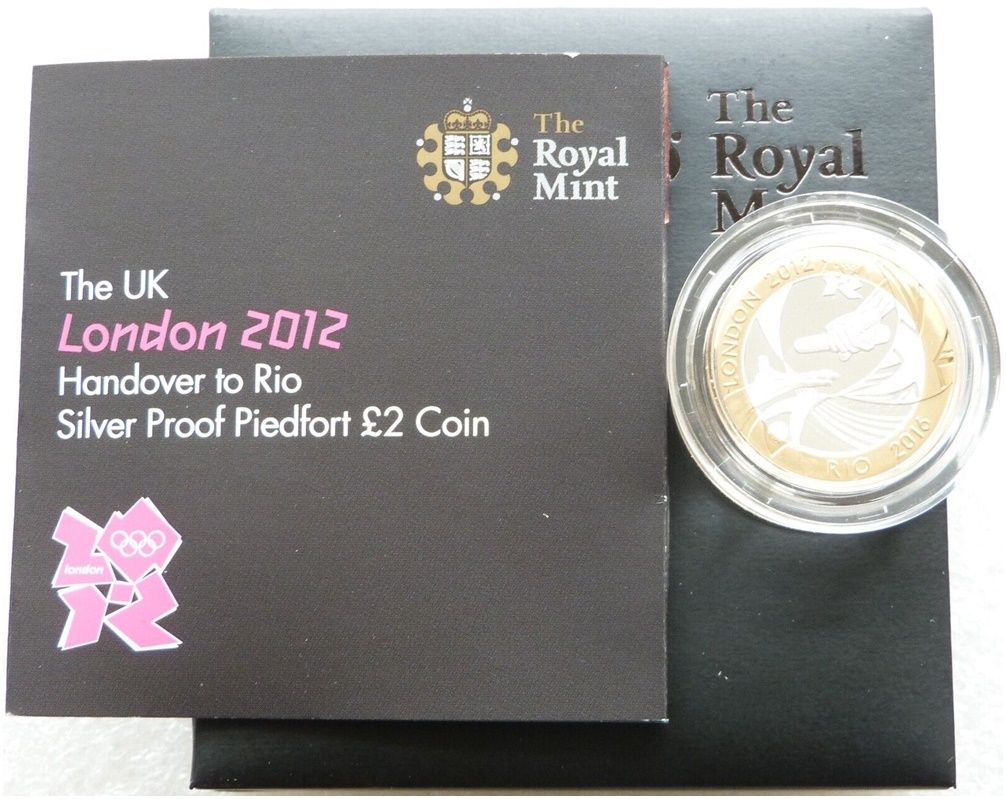 The
Royal
Mint
The UK
London 2012
Handover to Rio
Silver Proof Piedfort £2 Coin
london
The
Royal
M
LONDON 2012
RIO 2016